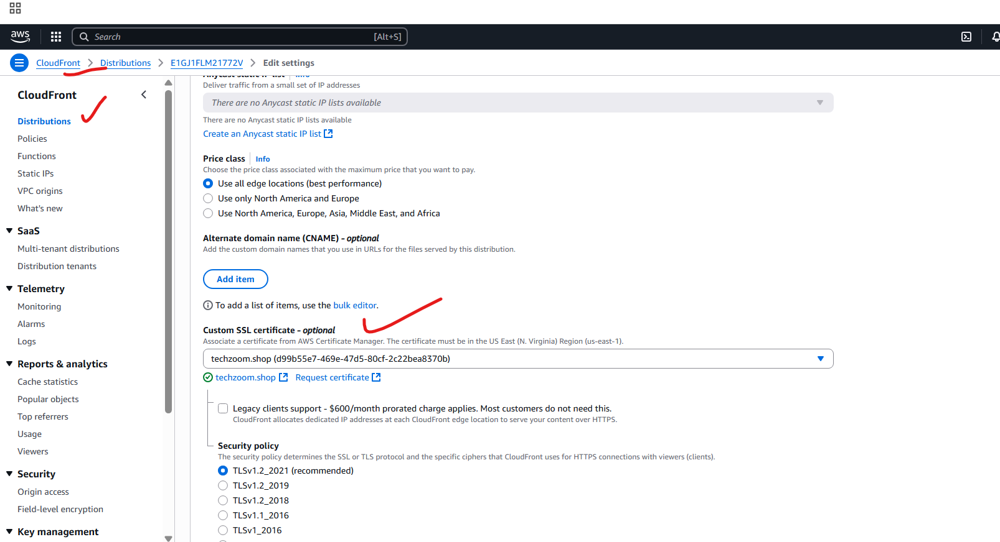 aws
Search [Alt+S]
CloudFront > Distributions > E1GJ1FLM21772V > Edit settings
CloudFront
Distributions
Policies
Functions
Static IPs
VPC origins
What's new
SaaS
Multi-tenant distributions
Distribution tenants
Telemetry
Monitoring
Alarms
Logs
Reports & analytics
Cache statistics
Popular objects
Top referrers
Usage
Viewers
Security
Origin access
Field-level encryption
Key management
Anycast static IP list Info
Deliver traffic from a small set of IP addresses
There are no Anycast static IP lists available
There are no Anycast static IP lists available
Create an Anycast static IP list
Price class Info
Choose the price class associated with the maximum price that you want to pay.
Use all edge locations (best performance)
Use only North America and Europe
Use North America, Europe, Asia, Middle East, and Africa
Alternate domain name (CNAME) - optional
Add the custom domain names that you use in URLs for the files served by this distribution.
Add item
To add a list of items, use the bulk editor.
Custom SSL certificate - optional
Associate a certificate from AWS Certificate Manager. The certificate must be in the US East (N. Virginia) Region (us-east-1).
techzoom.shop (d99b55e7-469e-47d5-80cf-2c22bea8370b)
techzoom.shop Request certificate
Legacy clients support - $600/month prorated charge applies. Most customers do not need this.
CloudFront allocates dedicated IP addresses at each CloudFront edge location to serve your content over HTTPS.
Security policy
The security policy determines the SSL or TLS protocol and the specific ciphers that CloudFront uses for HTTPS connections with viewers (clients).
TLSv1.2_2021 (recommended)
TLSv1.2_2019
TLSv1.2_2018
TLSv1.1_2016
TLSv1_2016